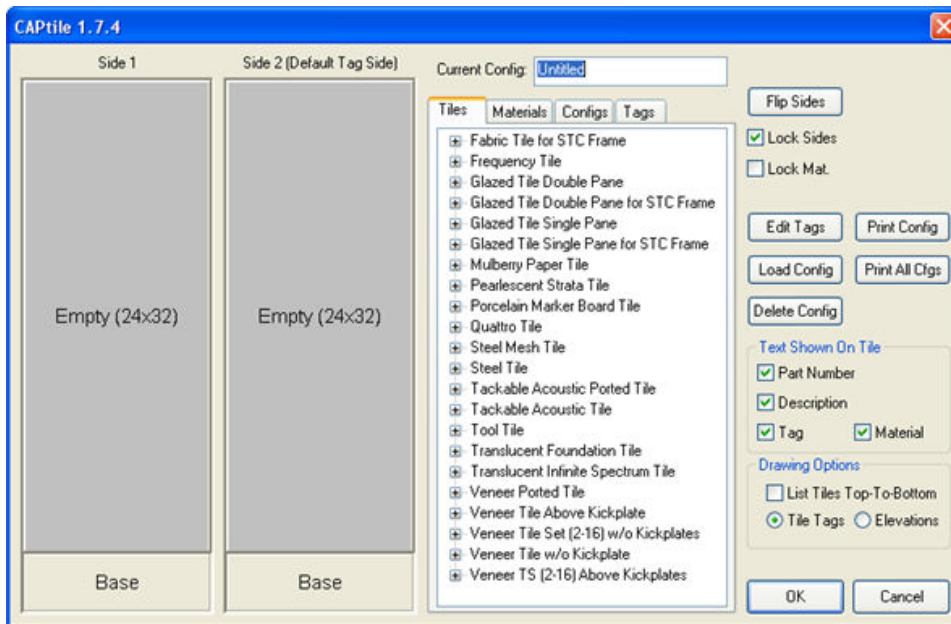 CAPtile 1.7.4
Side 1
Side 2 (Default Tag Side)
Empty (24x32)
Empty (24x32)
Base
Base
Current Config: Untitled
Tiles Materials Configs Tags
Fabric Tile for STC Frame
Frequency Tile
Glazed Tile Double Pane
Glazed Tile Double Pane for STC Frame
Glazed Tile Single Pane
Glazed Tile Single Pane for STC Frame
Mulberry Paper Tile
Pearlescent Strata Tile
Porcelain Marker Board Tile
Quattro Tile
Steel Mesh Tile
Steel Tile
Tackable Acoustic Ported Tile
Tackable Acoustic Tile
Tool Tile
Translucent Foundation Tile
Translucent Infinite Spectrum Tile
Veneer Ported Tile
Veneer Tile Above Kickplate
Veneer Tile Set (2-16) w/o Kickplates
Veneer Tile w/o Kickplate
Veneer TS (2-16) Above Kickplates
Flip Sides
Lock Sides
Lock Mat.
Edit Tags Print Config
Load Config Print All Cfgs
Delete Config
Text Shown On Tile
Part Number
Description
Tag Material
Drawing Options
List Tiles Top-To-Bottom
Tile Tags Elevations
OK Cancel